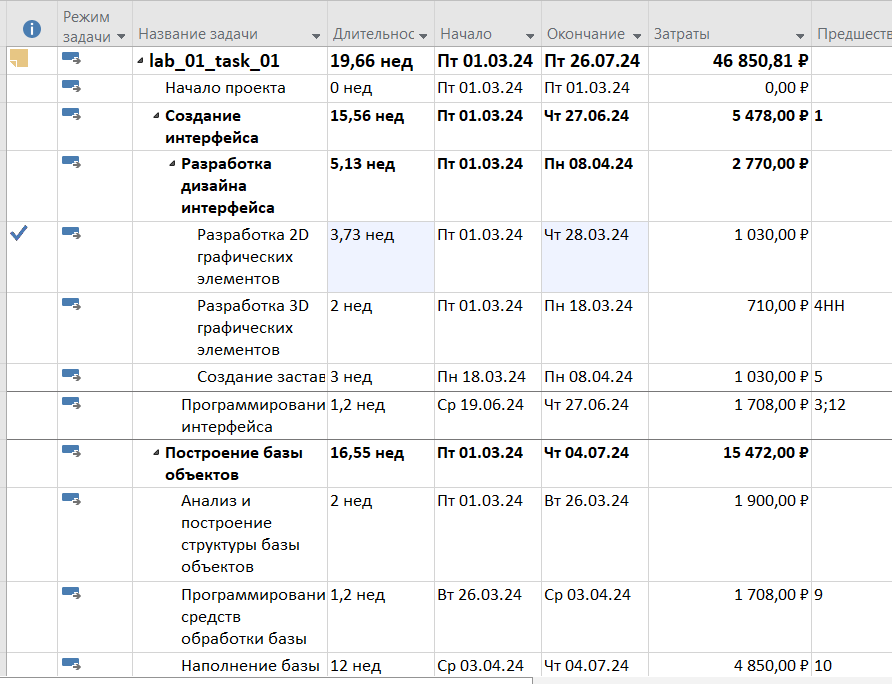 Режим задачи Название задачи Длительнос Начало Окончание Затраты Предшеств
lab_01_task_01 19,66 нед Пт 01.03.24 Пт 26.07.24 46 850,81 ₽
Начало проекта 0 нед Пт 01.03.24 Пт 01.03.24 0,00 ₽
Создание 15,56 нед Пт 01.03.24 Чт 27.06.24 5 478,00 ₽ 1
интерфейса
Разработка 5,13 нед Пт 01.03.24 Пн 08.04.24 2 770,00 ₽
дизайна
интерфейса
Разработка 2D 3,73 нед Пт 01.03.24 Чт 28.03.24 1 030,00 ₽
графических
элементов
Разработка 3D 2 нед Пт 01.03.24 Пн 18.03.24 710,00 ₽ 4НН
графических
элементов
Создание застав 3 нед Пн 18.03.24 Пн 08.04.24 1 030,00 ₽ 5
Программировани 1,2 нед Ср 19.06.24 Чт 27.06.24 1 708,00 ₽ 3;12
интерфейса
Построение базы 16,55 нед Пт 01.03.24 Чт 04.07.24 15 472,00 ₽
объектов
Анализ и 2 нед Пт 01.03.24 Вт 26.03.24 1 900,00 ₽
построение
структуры базы
объектов
Программировани 1,2 нед Вт 26.03.24 Ср 03.04.24 1 708,00 ₽ 9
средств
обработки базы
Наполнение базы 12 нед Ср 03.04.24 Чт 04.07.24 4 850,00 ₽ 10